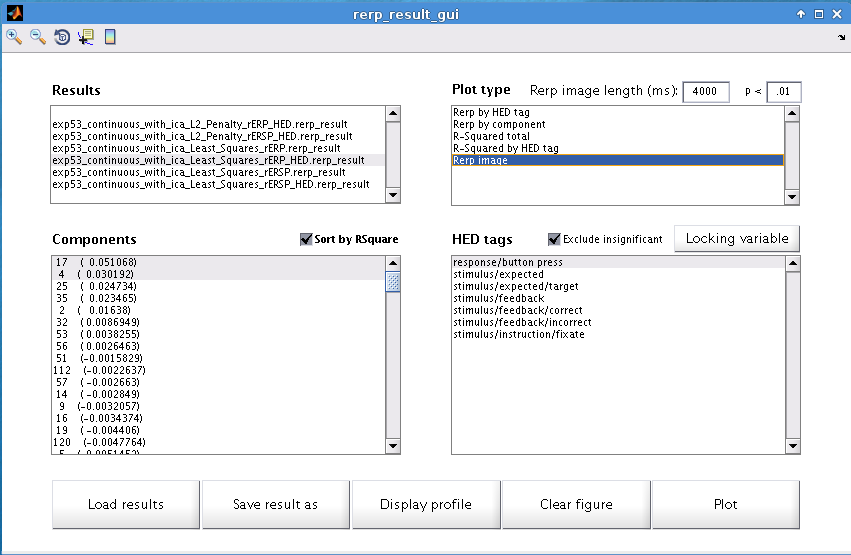 rerp_result_gui
Results
exp53_continuous_with_ica_L2_Penalty_rERP_HED.rerp_result
exp53_continuous_with_ica_L2_Penalty_rERSP_HED.rerp_result
exp53_continuous_with_ica_Least_Squares_rERP.rerp_result
exp53_continuous_with_ica_Least_Squares_rERP_HED.rerp_result
exp53_continuous_with_ica_Least_Squares_rERSP.rerp_result
exp53_continuous_with_ica_Least_Squares_rERSP_HED.rerp_result
Plot type Rerp image length (ms): 4000 p < .01
Rerp by HED tag
Rerp by component
R-Squared total
R-Squared by HED tag
Rerp image
Components Sort by RSquare
17 ( 0.051068)
4 ( 0.030192)
25 ( 0.024734)
35 ( 0.023465)
2 ( 0.01638)
32 ( 0.0086949)
53 ( 0.0038255)
56 ( 0.0026463)
51 (-0.0015829)
112 (-0.0022637)
57 (-0.002663)
14 (-0.002849)
9 (-0.0032057)
16 (-0.0034374)
19 (-0.004406)
120 (-0.0047764)
HED tags Exclude insignificant Locking variable
response/button press
stimulus/expected
stimulus/expected/target
stimulus/feedback
stimulus/feedback/correct
stimulus/feedback/incorrect
stimulus/instruction/fixate
Load results
Save result as
Display profile
Clear figure
Plot